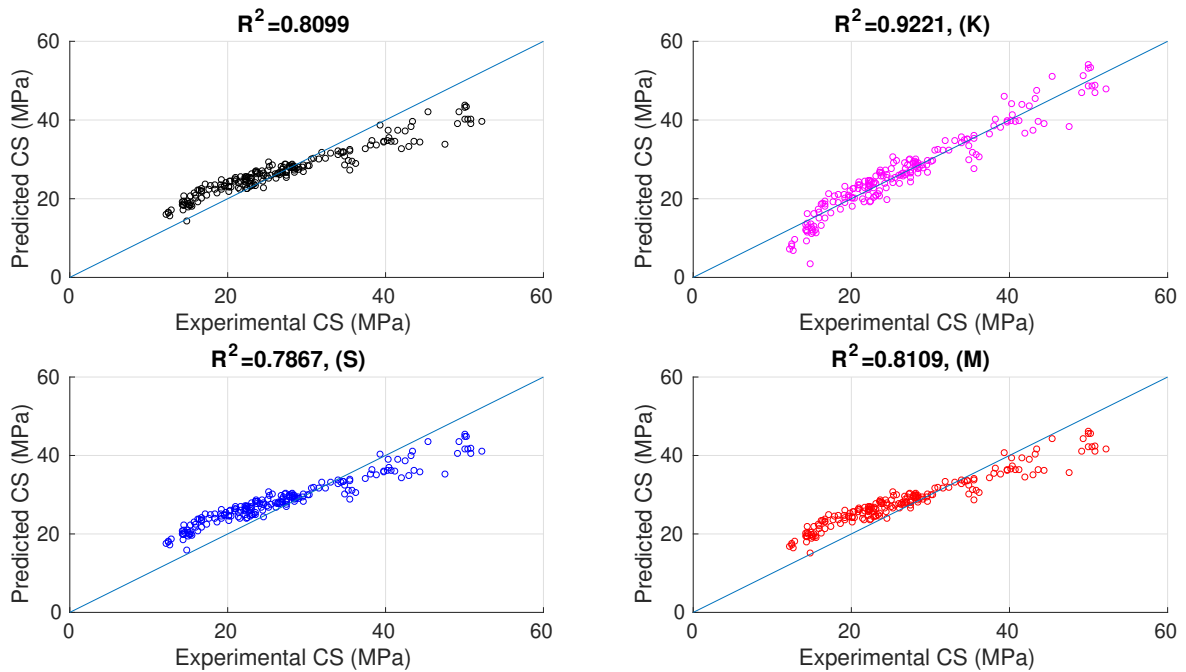 R²=0.8099
Predicted CS (MPa)
60
40
20
0
0 20 40 60
Experimental CS (MPa)
R²=0.9221, (K)
Predicted CS (MPa)
60
40
20
0
0 20 40 60
Experimental CS (MPa)
R²=0.7867, (S)
Predicted CS (MPa)
60
40
20
0
0 20 40 60
Experimental CS (MPa)
R²=0.8109, (M)
Predicted CS (MPa)
60
40
20
0
0 20 40 60
Experimental CS (MPa)